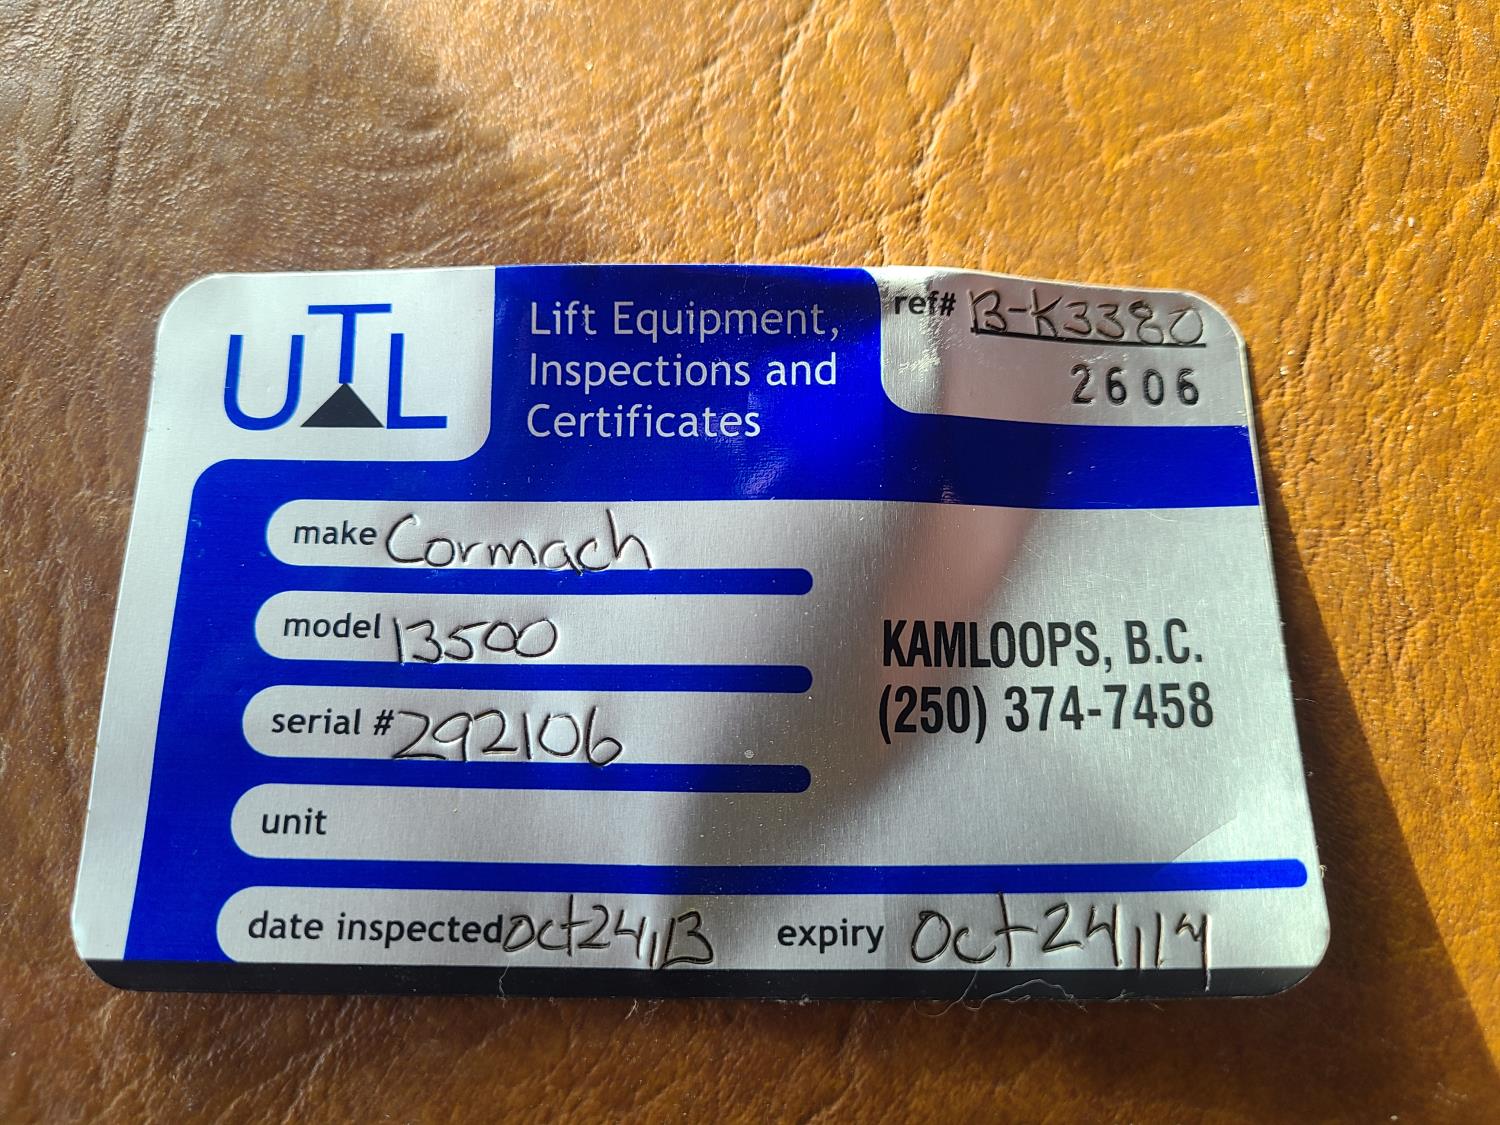 UTL
Lift Equipment,
Inspections and
Certificates
ref# B-K3380
2606
make Cormach
model 13500
serial # 292106
unit
KAMLOOPS, B.C.
(250) 374-7458
date inspected Oct 24, 13 expiry Oct 24, 14